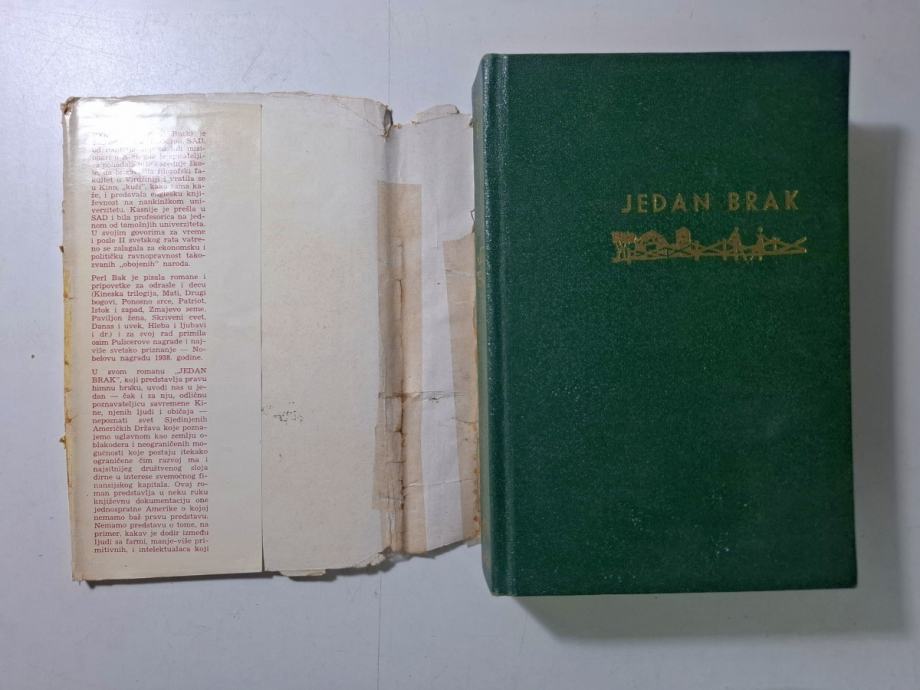 Buck) je
SAD,
fa-
kultet u Virdžiniji i vratila se
u Kinu, „kući", kako sama ka-
že, i predavala englesku knji-
ževnost na nankinškom uni-
verzitetu. Kasnije je prešla u
SAD i bila profesorica na jed-
nom od tamošnjih univerziteta.
U svojim govorima za vreme
i posle II svetskog rata vatre-
no se zalagala za ekonomsku i
političku ravnopravnost tako-
zvanih „obojenih" naroda.
Perl Bak je pisala romane i
pripovetke za odrasle i decu
(Kineska trilogija, Mati, Drugi
bogovi, Ponosno srce, Patriot,
Istok i zapad, Zmajevo seme,
Paviljon žena, Skriveni cvet,
Danas i uvek, Hleba i ljubavi
i dr.) i za svoj rad primila
osim Pulicerove nagrade i naj-
više svetsko priznanje — No-
belovu nagradu 1938. godine.
U svom romanu „JEDAN
BRAK", koji predstavlja pravu
himnu braku, uvodi nas u je-
dan — čak i za nju, odličnu
poznavateljicu savremene Ki-
ne, njenih ljudi i običaja —
nepoznati svet Sjedinjenih
Američkih Država koje pozna-
jemo uglavnom kao zemlju o-
blakodera i neograničenih mo-
gućnosti koje postaju itekako
ograničene čim razvoj ma i
najsitnijeg društvenog sloja
dirne u interese svemoćnog fi-
nansijskog kapitala. Ovaj ro-
man predstavlja u neku ruku
književnu dokumentaciju one
jednospratne Amerike o kojoj
nemamo baš pravu predstavu.
Nemamo predstavu o tome, na
primer, kakav je dodir između
ljudi sa farmi, manje-više pri-
mitivnih, i intelektualaca koji
JEDAN BRAK